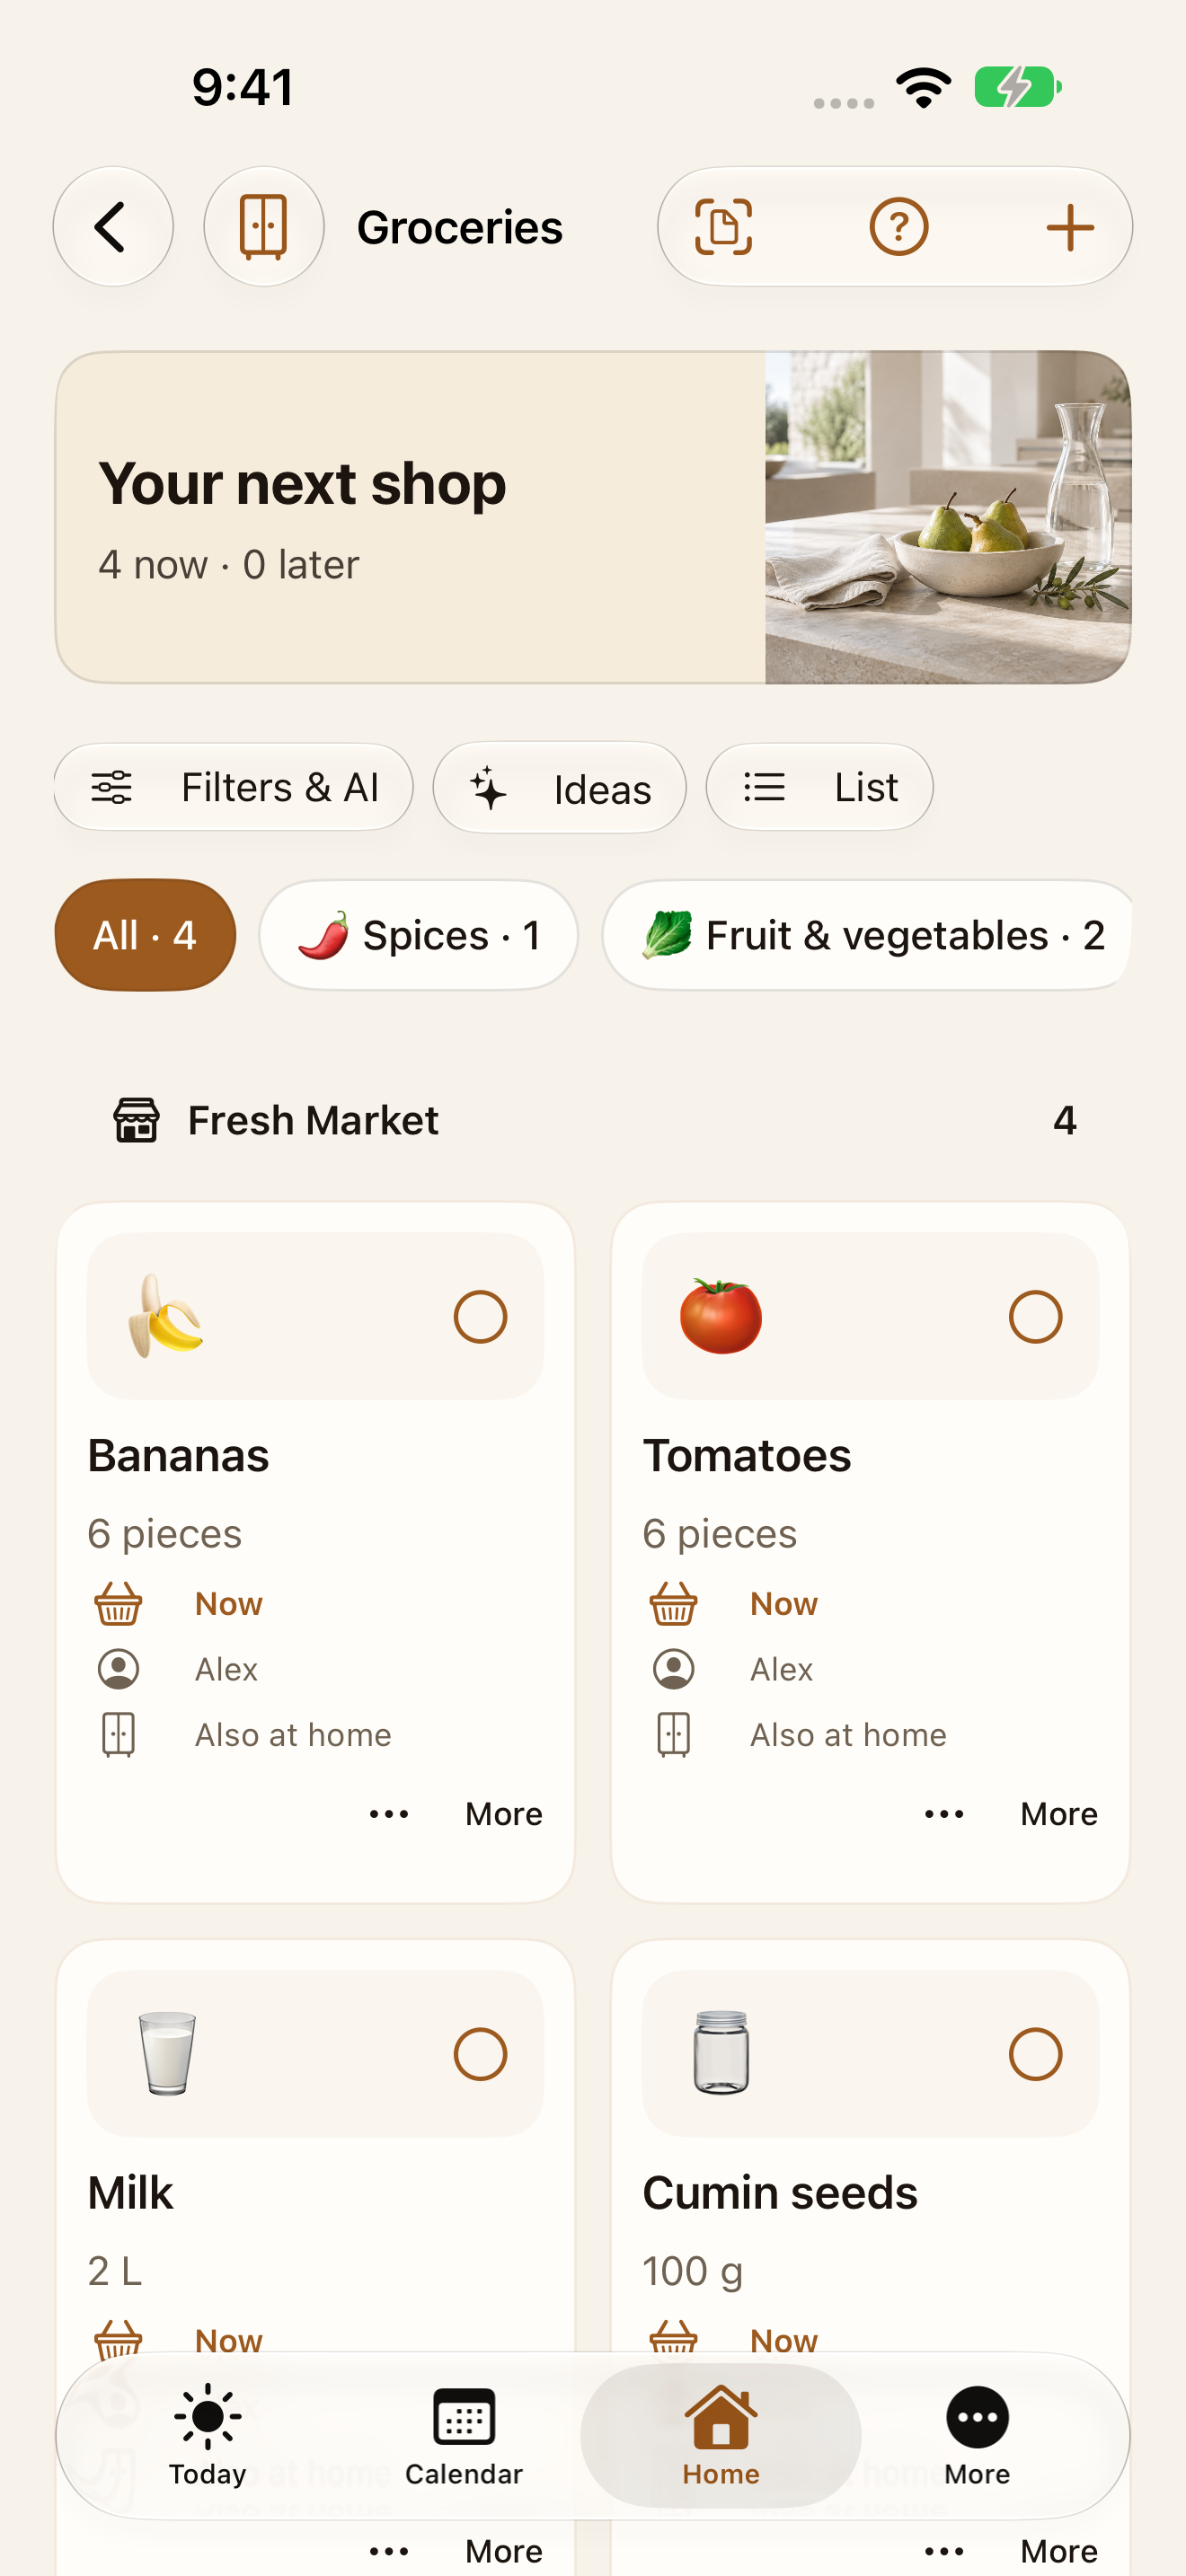 9:41
Groceries
Your next shop
4 now · 0 later
Filters & AI
Ideas
List
All · 4
Spices · 1
Fruit & vegetables · 2
Fresh Market
4
Bananas
Tomatoes
6 pieces
6 pieces
Now
Now
Alex
Alex
Also at home
Also at home
More
More
Milk
Cumin seeds
2 L
100 g
Now
Now
Today
Calendar
Home
More
More
More